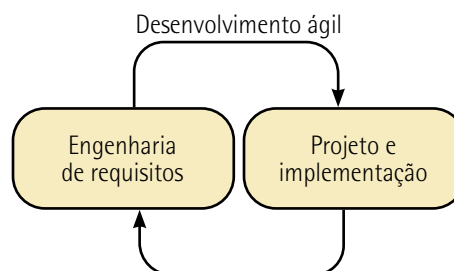 Desenvolvimento ágil
Engenharia
de requisitos
Projeto e
implementação